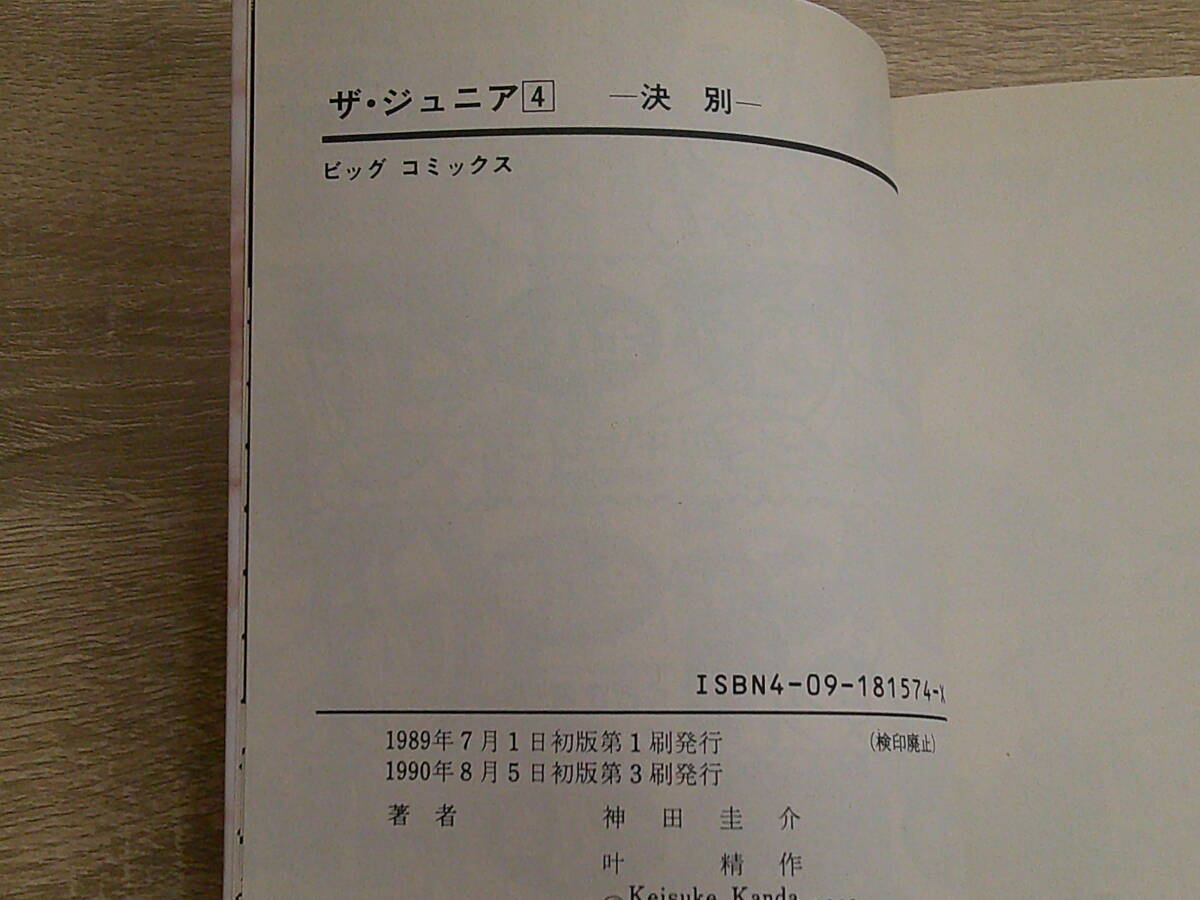 ザ・ジュニア4 ―決別―
ビッグ コミックス
ISBN4-09-181574-X
1989年7月1日初版第1刷発行 (検印廃止)
1990年8月5日初版第3刷発行
著者 神田圭介
叶精作
©Keisuke Kanda